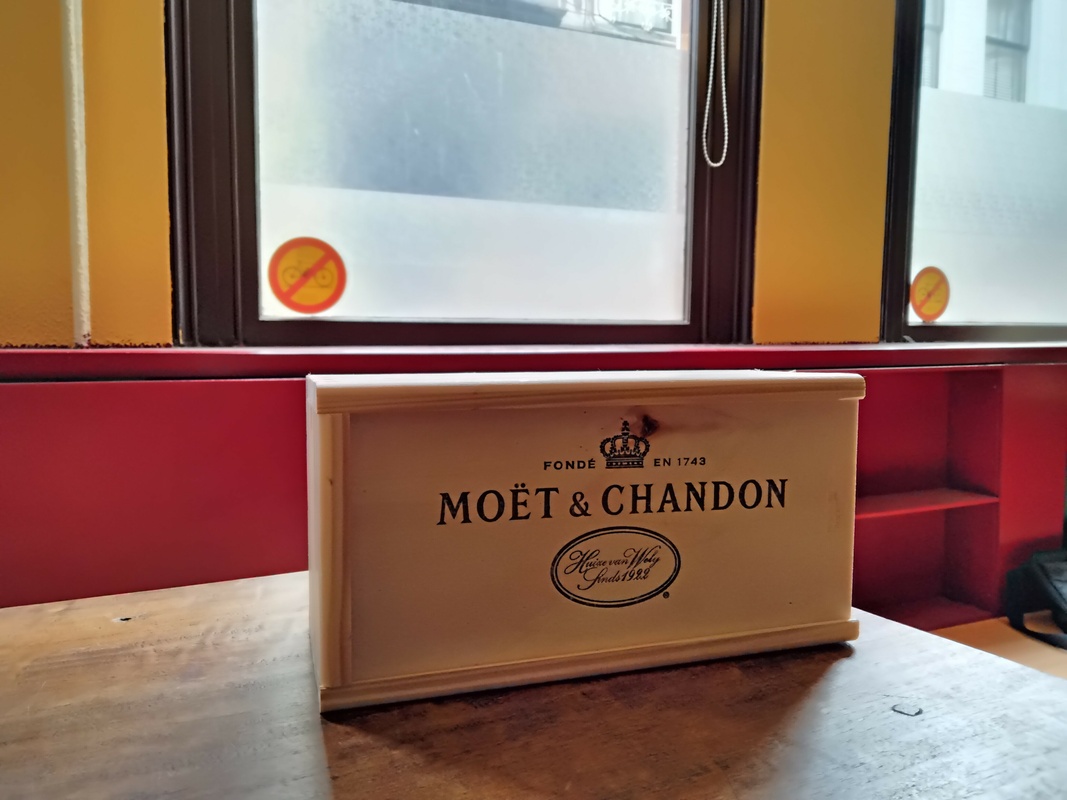 FONDÉ EN 1743
MOËT & CHANDON
Huize van Wely
Sinds 1922
®